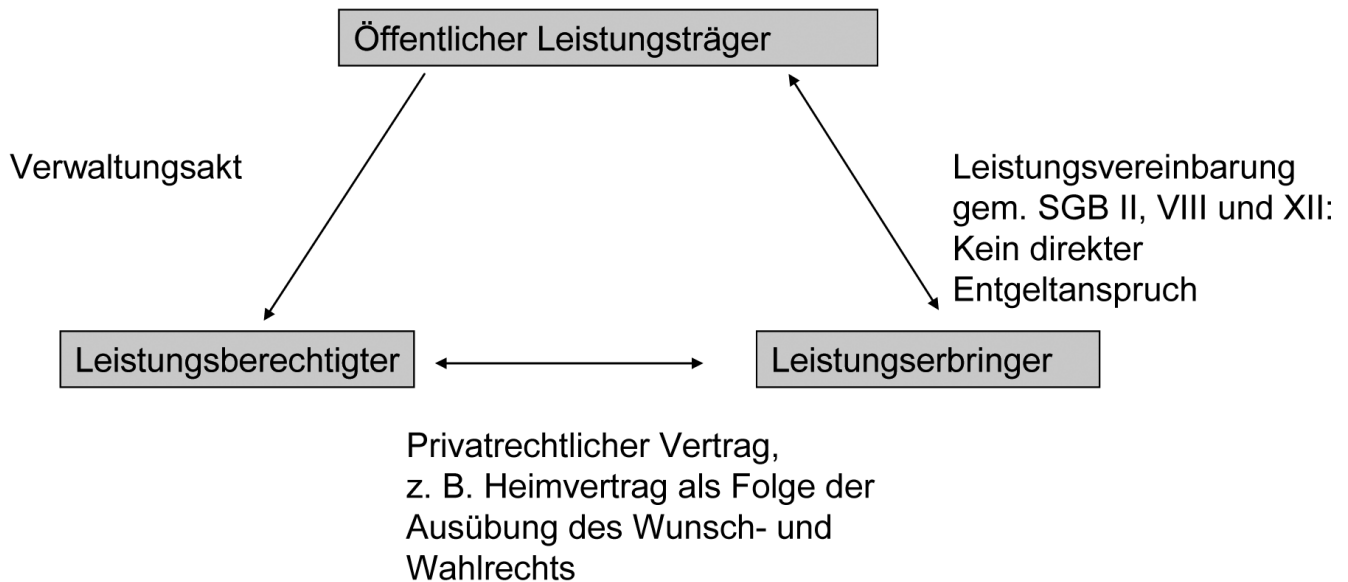 Öffentlicher Leistungsträger
Verwaltungsakt
Leistungsvereinbarung
gem. SGB II, VIII und XII:
Kein direkter
Entgeltanspruch
Leistungsberechtigter
Leistungserbringer
Privatrechtlicher Vertrag,
z. B. Heimvertrag als Folge der
Ausübung des Wunsch- und
Wahlrechts